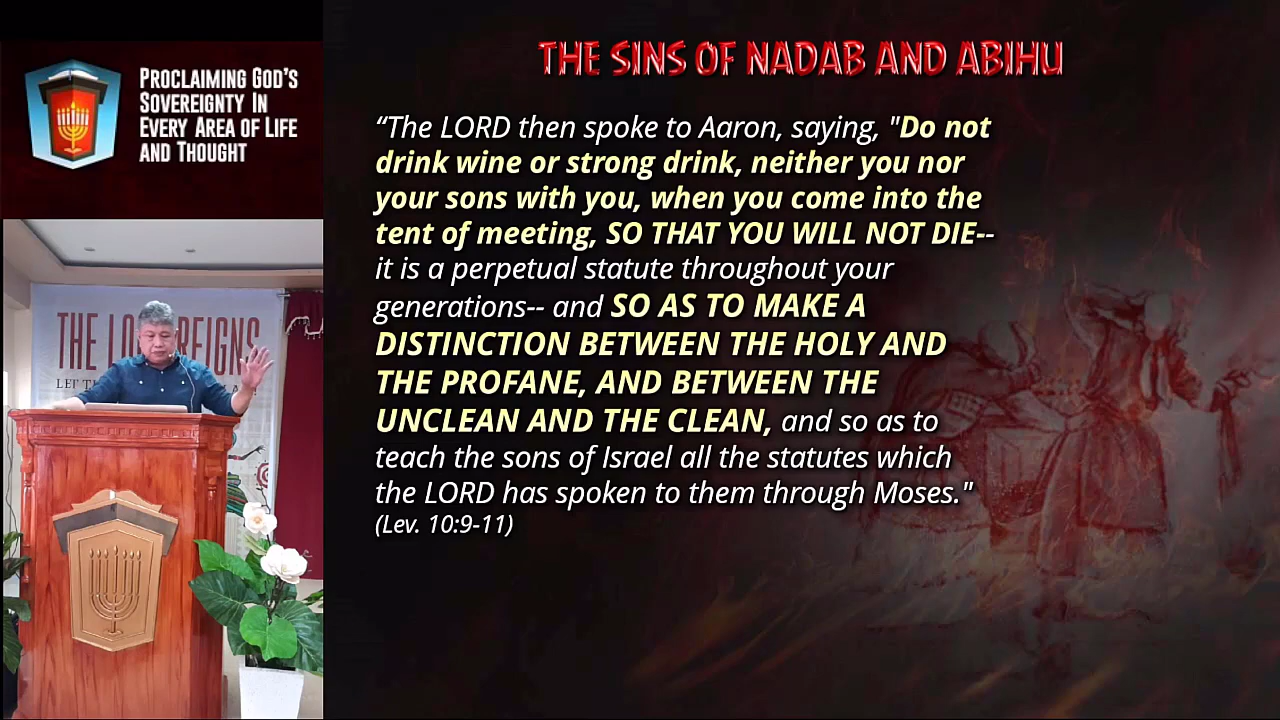 PROCLAIMING GOD'S
SOVEREIGNTY IN
EVERY AREA OF LIFE
AND THOUGHT
THE LORD REIGNS
THE SINS OF NADAB AND ABIHU
“The LORD then spoke to Aaron, saying, "Do not
drink wine or strong drink, neither you nor
your sons with you, when you come into the
tent of meeting, SO THAT YOU WILL NOT DIE--
it is a perpetual statute throughout your
generations-- and SO AS TO MAKE A
DISTINCTION BETWEEN THE HOLY AND
THE PROFANE, AND BETWEEN THE
UNCLEAN AND THE CLEAN, and so as to
teach the sons of Israel all the statutes which
the LORD has spoken to them through Moses."
(Lev. 10:9-11)